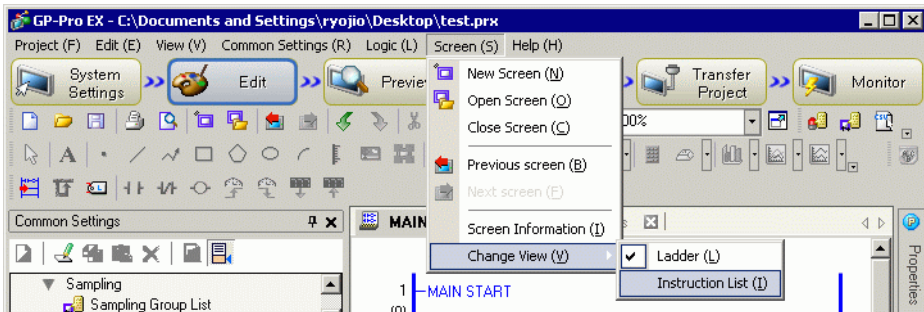 GP-Pro EX - C:\Documents and Settings\ryojio\Desktop\test.prx
Project (F) Edit (E) View (V) Common Settings (R) Logic (L) Screen (S) Help (H)
System Settings
Edit
Previe
Transfer Project
Monitor
New Screen (N)
Open Screen (O)
Close Screen (C)
Previous screen (B)
Next screen (F)
Screen Information (I)
Change View (V)
Ladder (L)
Instruction List (I)
00%
Common Settings
MAIN
s
Sampling
Sampling Group List
1
MAIN START
(0)
Properties